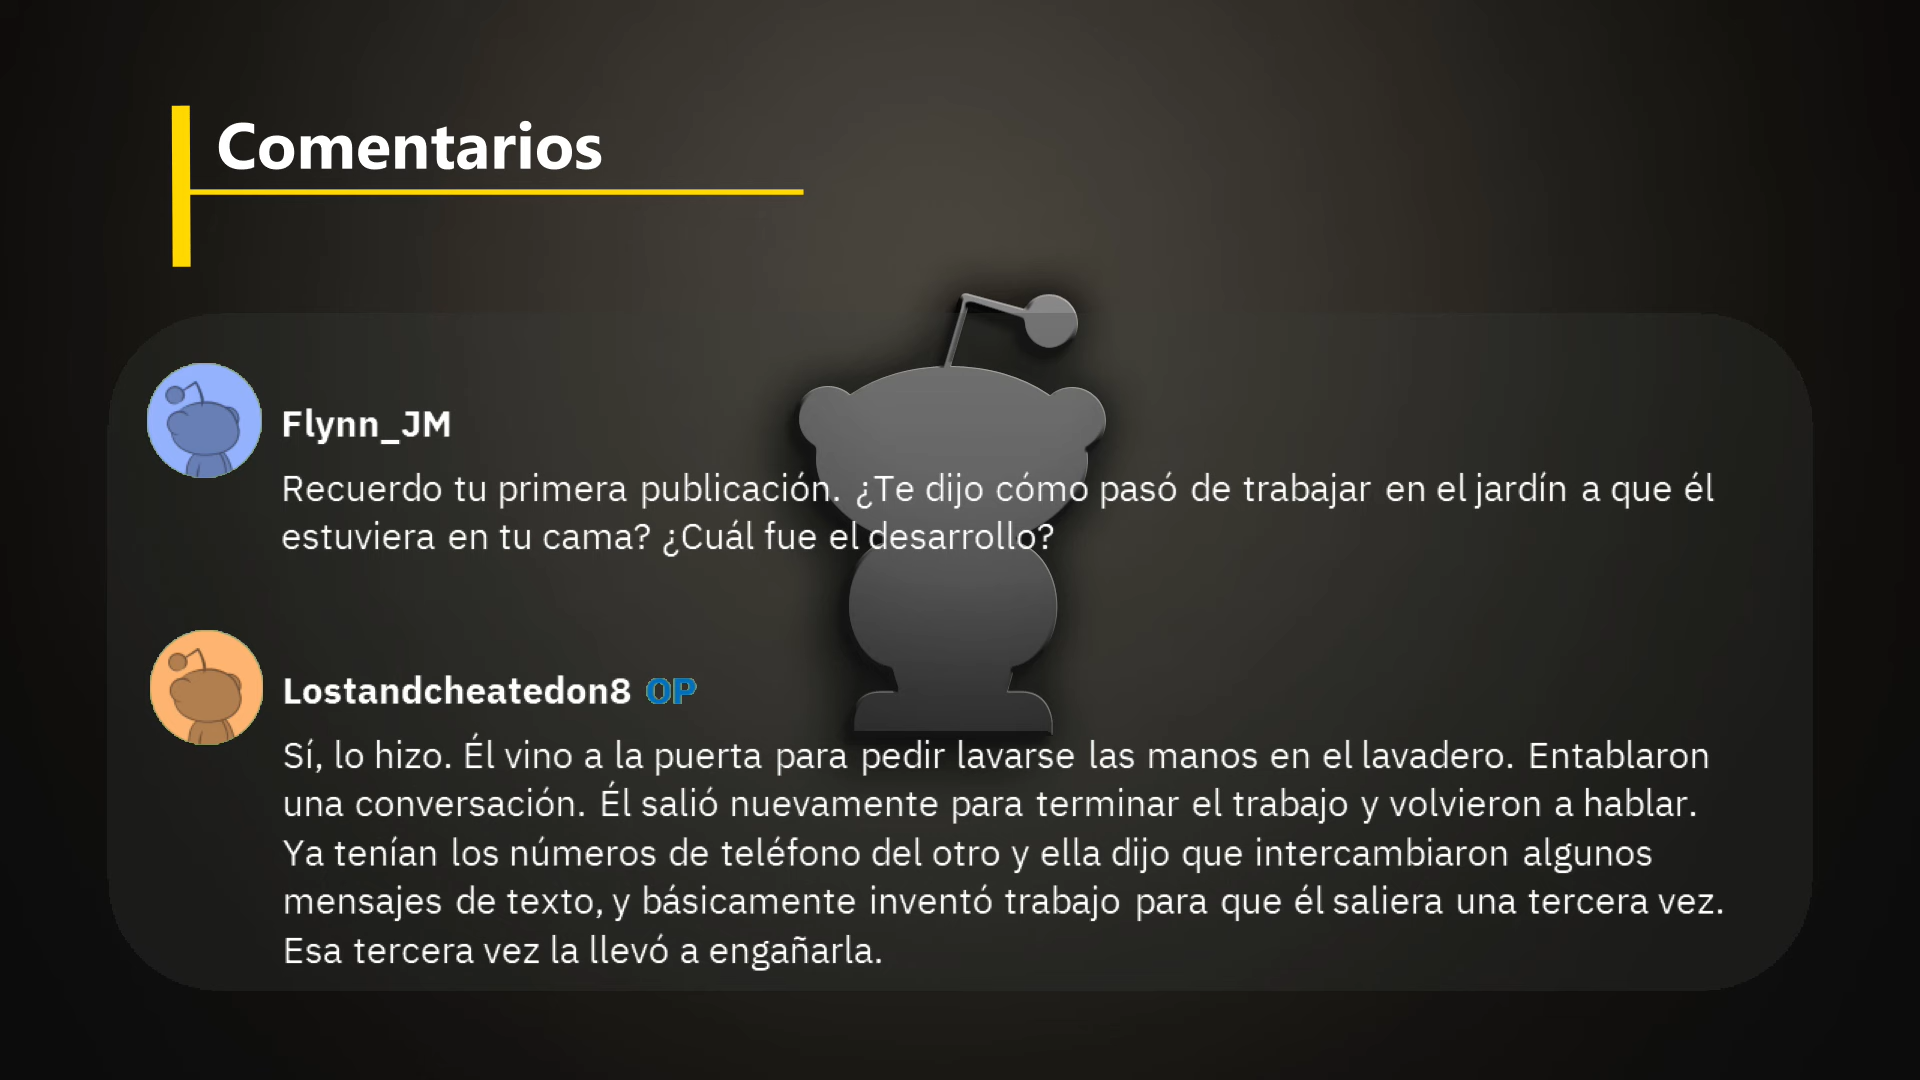 Comentarios
Flynn_JM
Recuerdo tu primera publicación. ¿Te dijo cómo pasó de trabajar en el jardín a que él
estuviera en tu cama? ¿Cuál fue el desarrollo?
Lostandcheatedon8 OP
Sí, lo hizo. Él vino a la puerta para pedir lavarse las manos en el lavadero. Entablaron
una conversación. Él salió nuevamente para terminar el trabajo y volvieron a hablar.
Ya tenían los números de teléfono del otro y ella dijo que intercambiaron algunos
mensajes de texto, y básicamente inventó trabajo para que él saliera una tercera vez.
Esa tercera vez la llevó a engañarla.